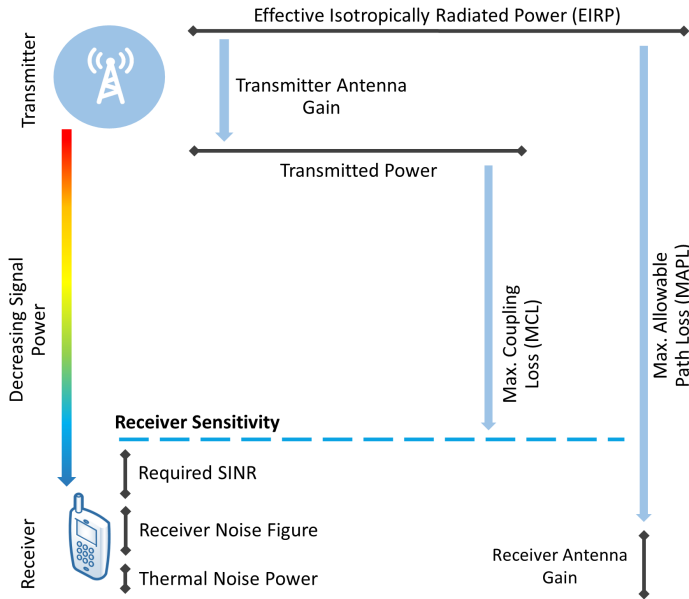 Effective Isotropically Radiated Power (EIRP)
Transmitter
Transmitter Antenna
Gain
Transmitted Power
Decreasing Signal
Power
Max. Coupling
Loss (MCL)
Max. Allowable
Path Loss (MAPL)
Receiver Sensitivity
Required SINR
Receiver
Receiver Noise Figure
Thermal Noise Power
Receiver Antenna
Gain